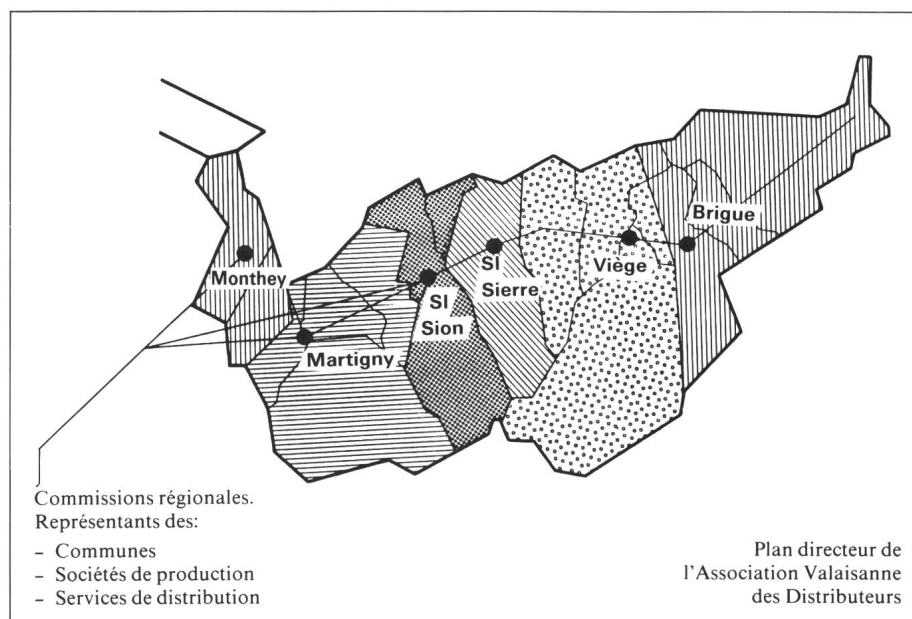 Brigue
Viège
SI
Sierre
Monthey
SI
Sion
Martigny
Commissions régionales.
Représentants des:
– Communes
– Sociétés de production
– Services de distribution
Plan directeur de
l'Association Valaisanne
des Distributeurs